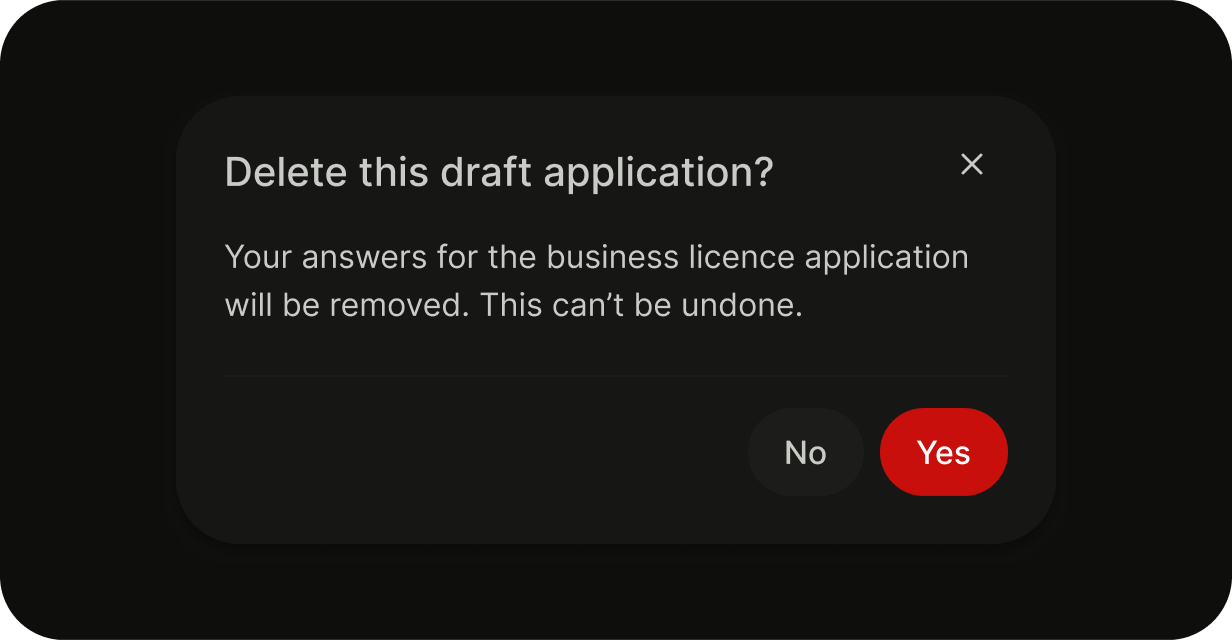 Delete this draft application?
Your answers for the business licence application
will be removed. This can’t be undone.
No
Yes